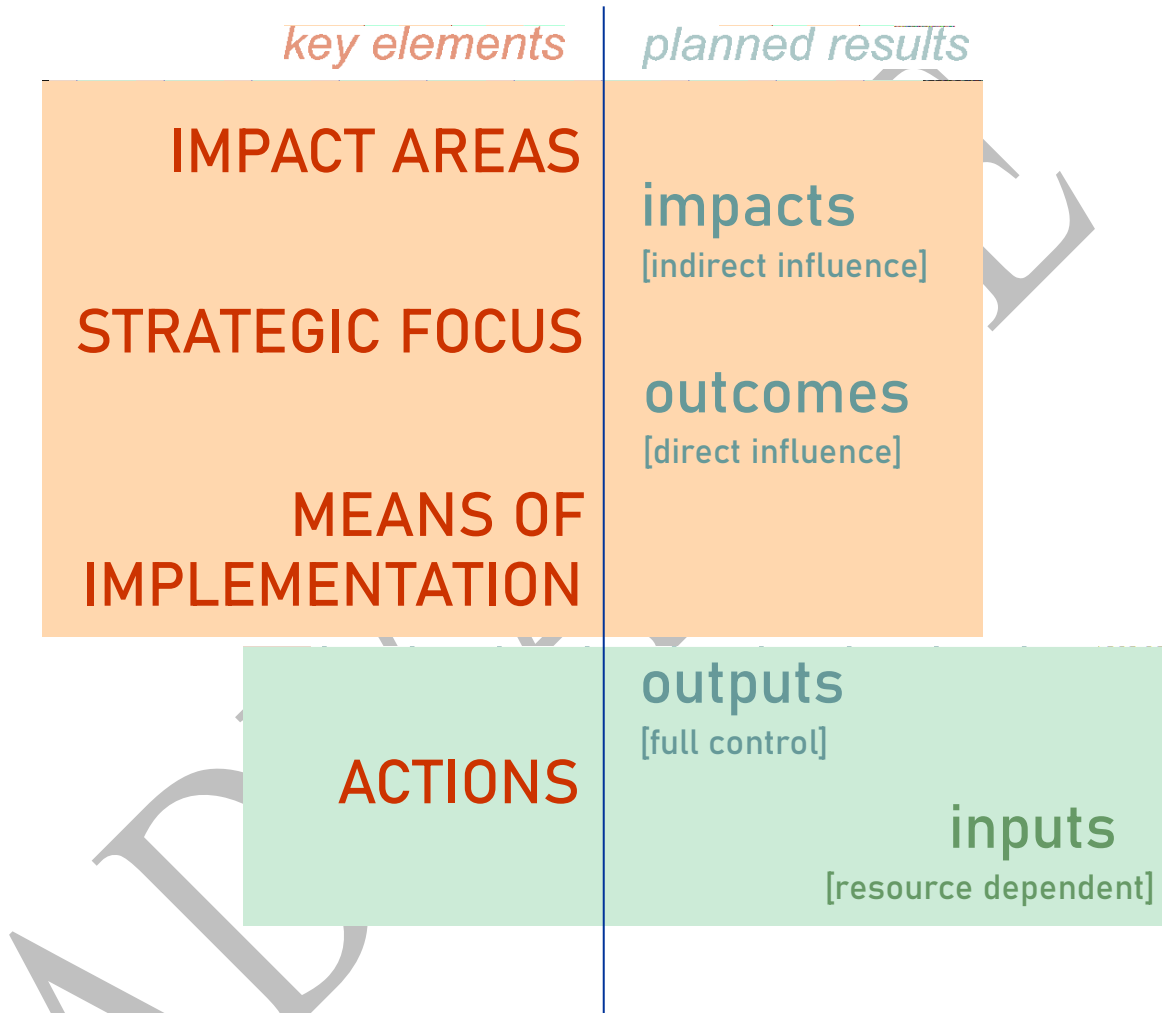 key elements
planned results
IMPACT AREAS
impacts
[indirect influence]
STRATEGIC FOCUS
outcomes
[direct influence]
MEANS OF
IMPLEMENTATION
outputs
[full control]
ACTIONS
inputs
[resource dependent]